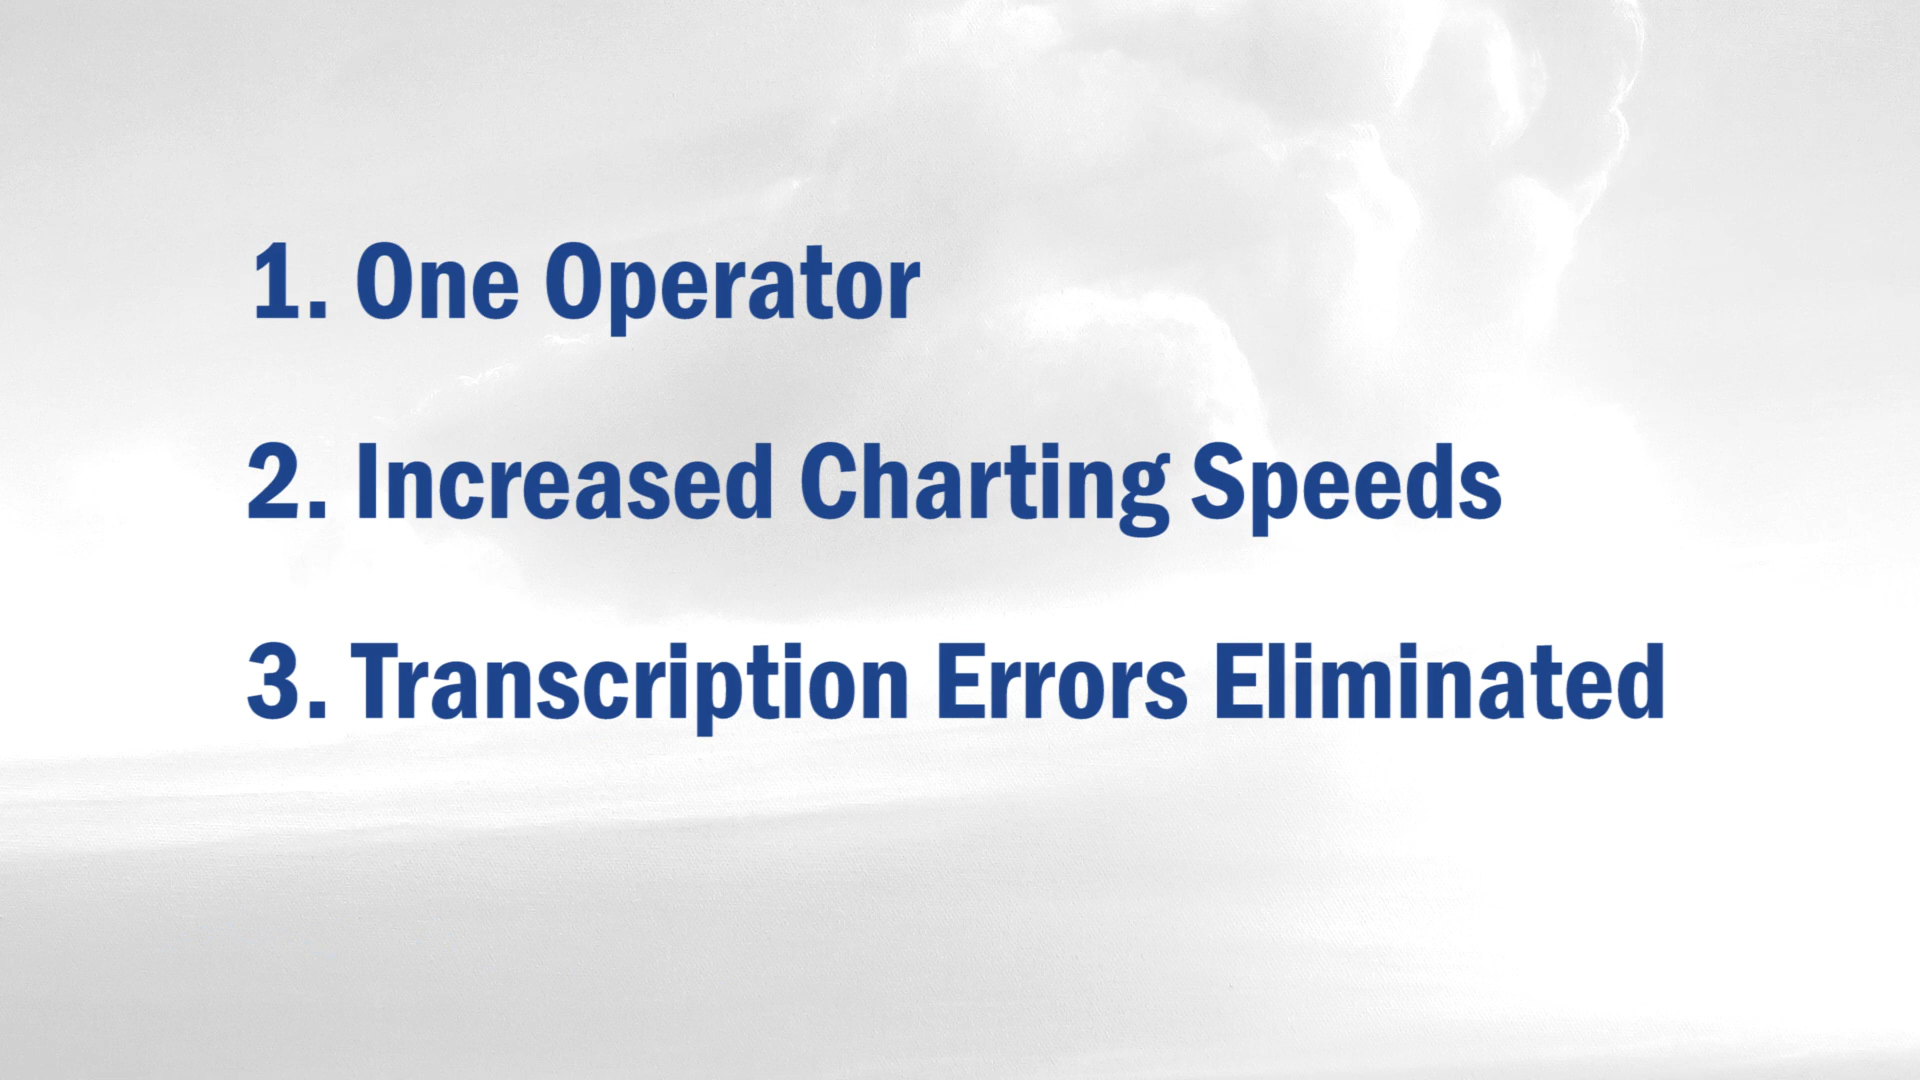 1. One Operator
2. Increased Charting Speeds
3. Transcription Errors Eliminated